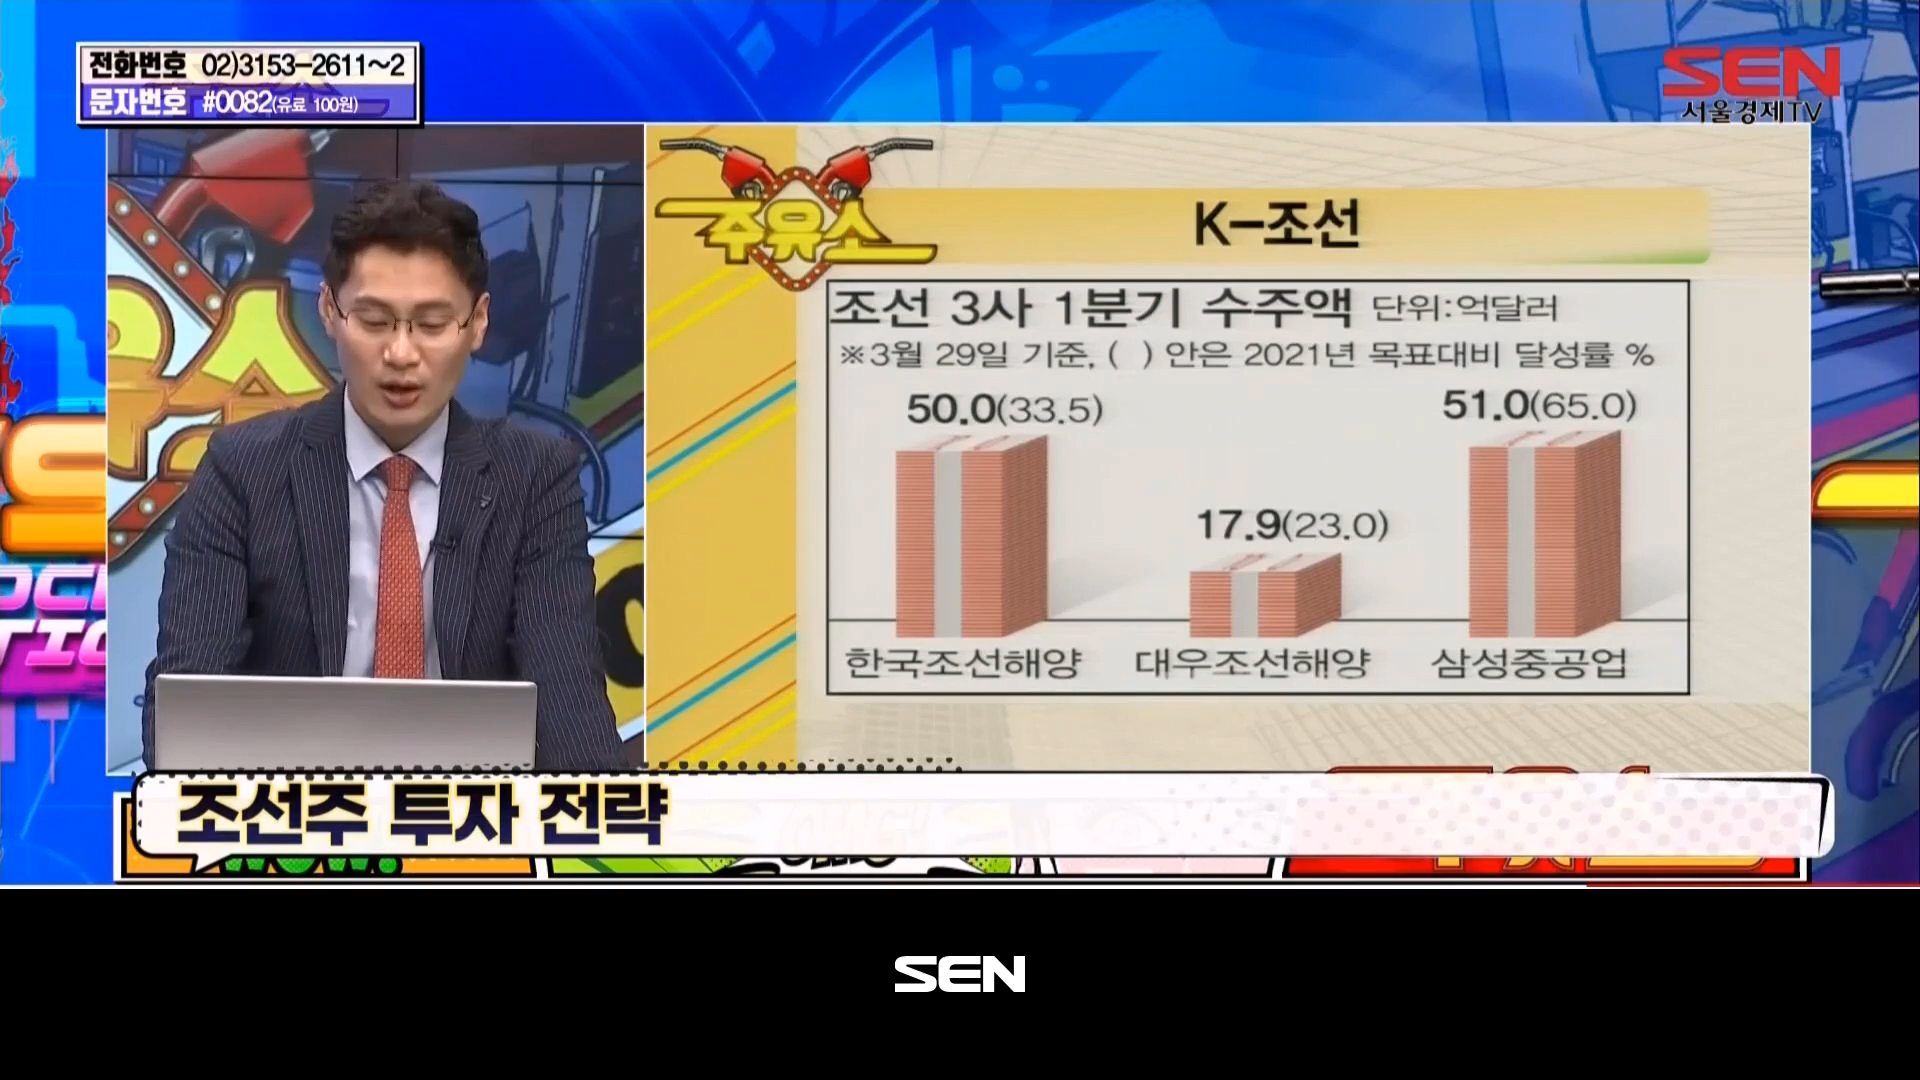 전화번호 02)3153-2611~2
문자번호 #0082(유료 100원)
SEN
서울경제TV
주유소
K-조선
조선 3사 1분기 수주액 단위:억달러
※3월 29일 기준, ( ) 안은 2021년 목표대비 달성률 %
50.0(33.5)
17.9(23.0)
51.0(65.0)
한국조선해양
대우조선해양
삼성중공업
조선주 투자 전략
SEN